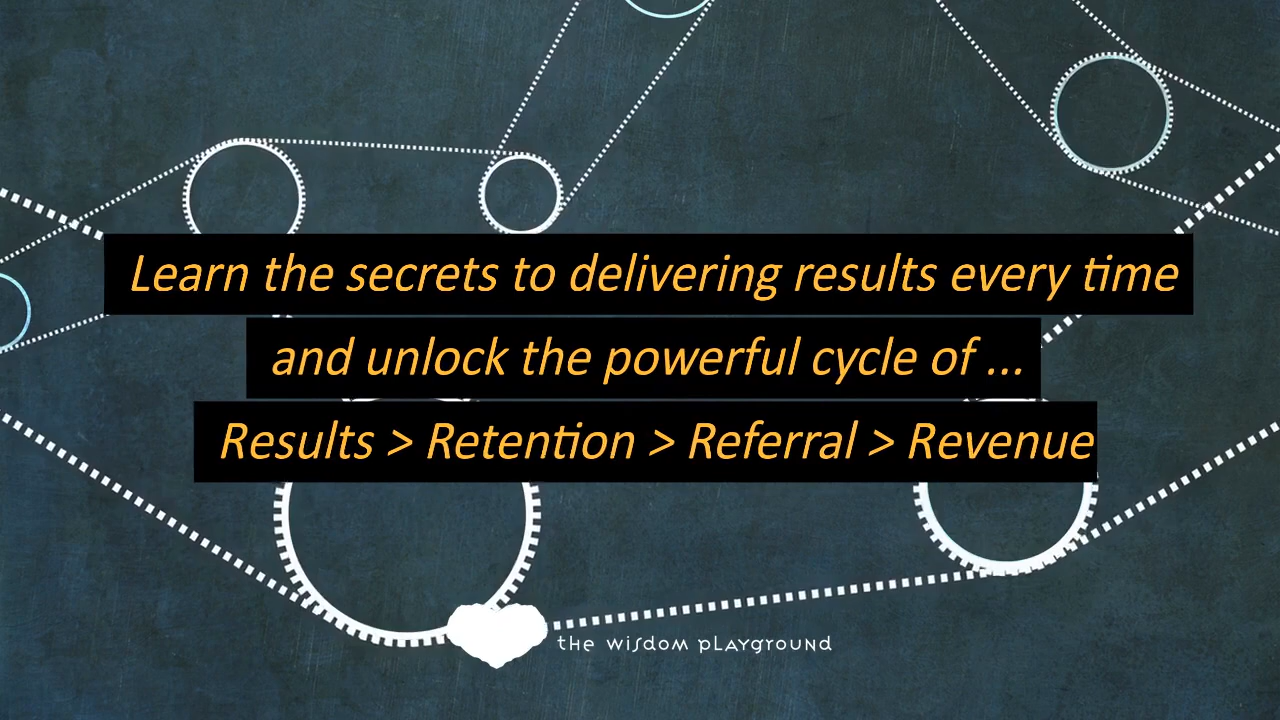 Learn the secrets to delivering results every time
and unlock the powerful cycle of ...
Results > Retention > Referral > Revenue
the wisdom playground